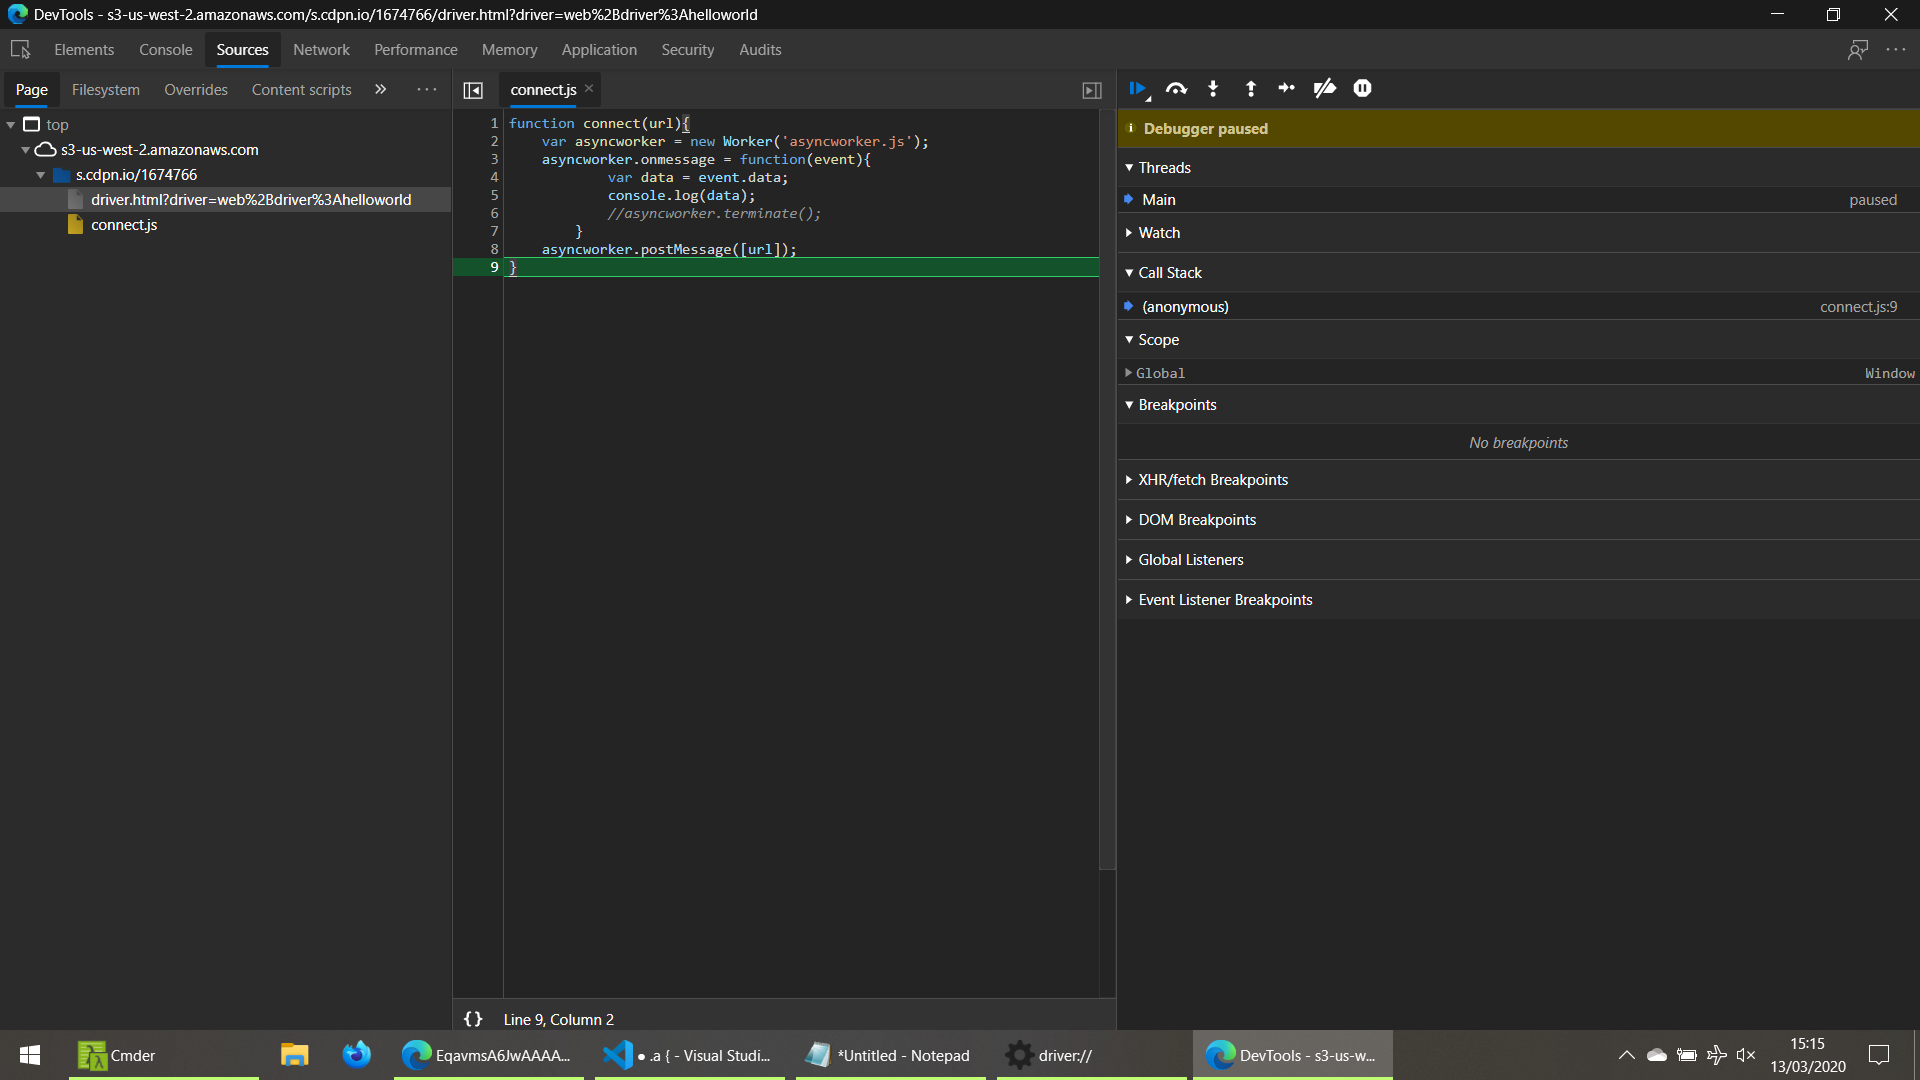 DevTools - s3-us-west-2.amazonaws.com/s.cdpn.io/1674766/driver.html?driver=web%2Bdriver%3Ahelloworld
Elements Console Sources Network Performance Memory Application Security Audits
Page Filesystem Overrides Content scripts » ···
top
s3-us-west-2.amazonaws.com
s.cdpn.io/1674766
driver.html?driver=web%2Bdriver%3Ahelloworld
connect.js
connect.js ×
1 function connect(url){
2 var asyncworker = new Worker('asyncworker.js');
3 asyncworker.onmessage = function(event){
4 var data = event.data;
5 console.log(data);
6 //asyncworker.terminate();
7 }
8 asyncworker.postMessage([url]);
9 }
{} Line 9, Column 2
Debugger paused
Threads
Main paused
Watch
Call Stack
(anonymous) connect.js:9
Scope
Global Window
Breakpoints
No breakpoints
XHR/fetch Breakpoints
DOM Breakpoints
Global Listeners
Event Listener Breakpoints
Cmder
EqavmsA6JwAAAA...
● .a { - Visual Studi...
*Untitled - Notepad
driver://
DevTools - s3-us-w...
15:15
13/03/2020